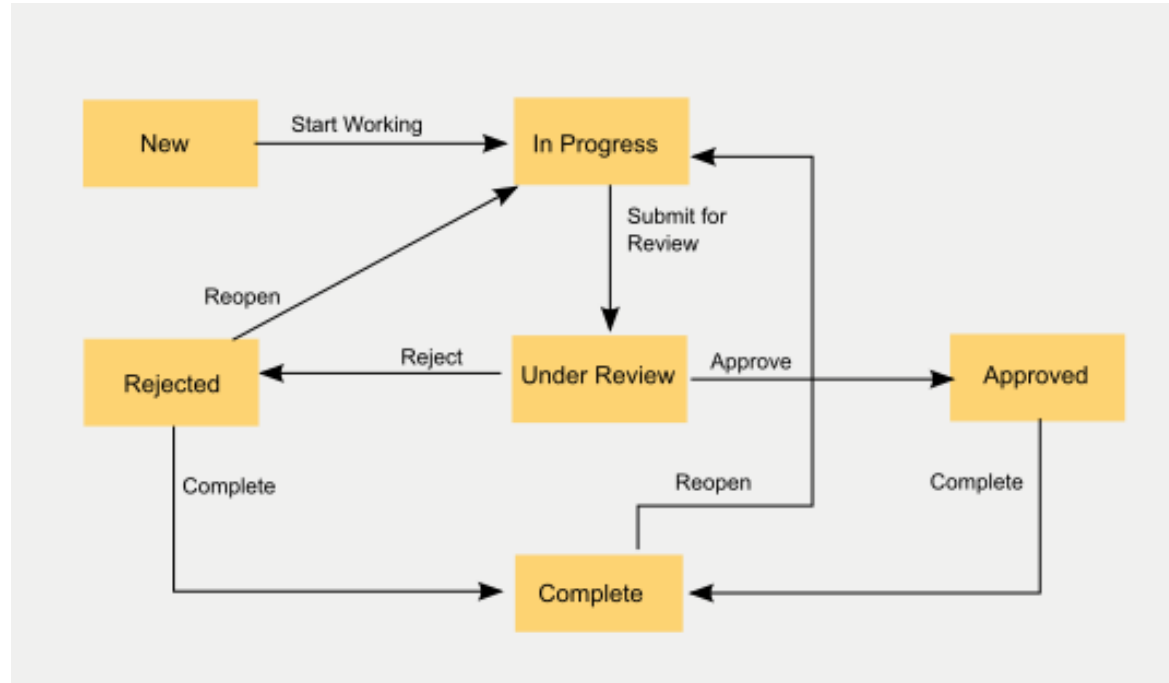 New
Start Working
In Progress
Submit for
Review
Reopen
Rejected
Reject
Under Review
Approve
Approved
Complete
Reopen
Complete
Complete